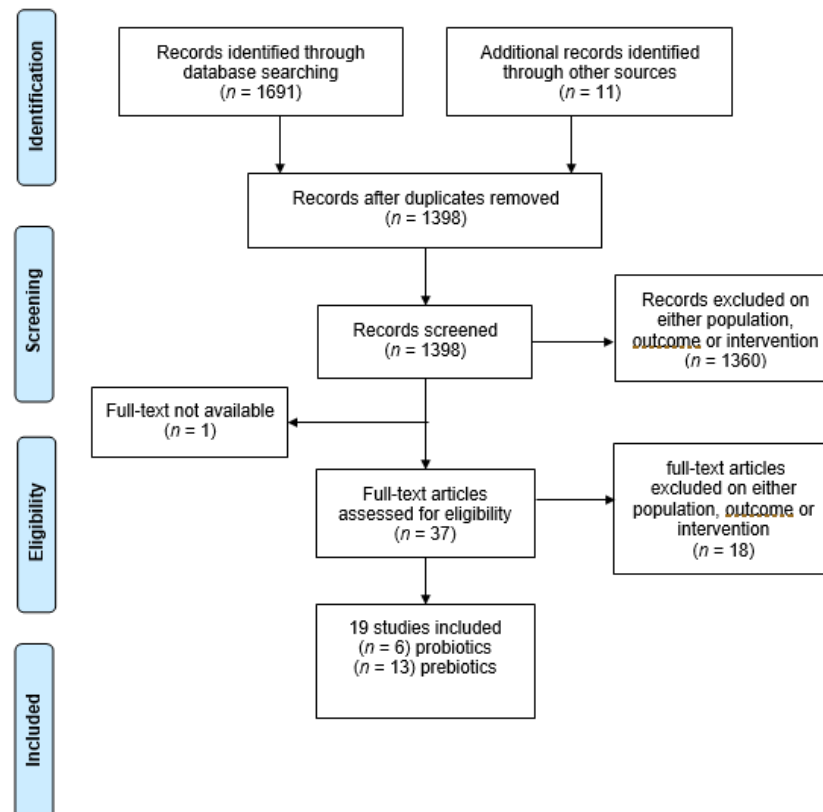 Identification
Records identified through
database searching
(n = 1691)
Additional records identified
through other sources
(n = 11)
Records after duplicates removed
(n = 1398)
Screening
Records screened
(n = 1398)
Records excluded on
either population,
outcome or intervention
(n = 1360)
Full-text not available
(n = 1)
Eligibility
Full-text articles
assessed for eligibility
(n = 37)
full-text articles
excluded on either
population, outcome or
intervention
(n = 18)
Included
19 studies included
(n = 6) probiotics
(n = 13) prebiotics